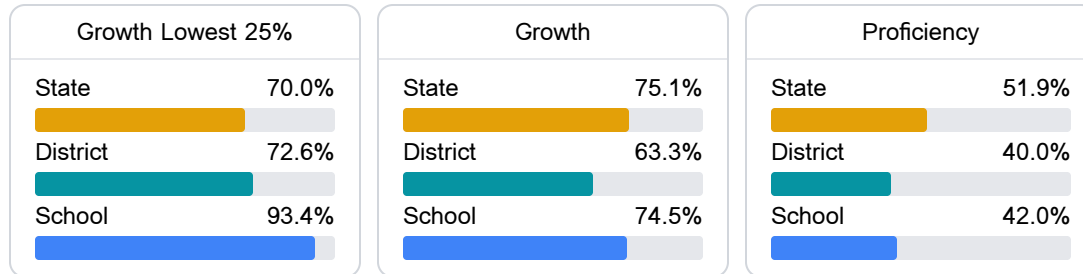 Growth Lowest 25%
State 70.0%
District 72.6%
School 93.4%
Growth
State 75.1%
District 63.3%
School 74.5%
Proficiency
State 51.9%
District 40.0%
School 42.0%